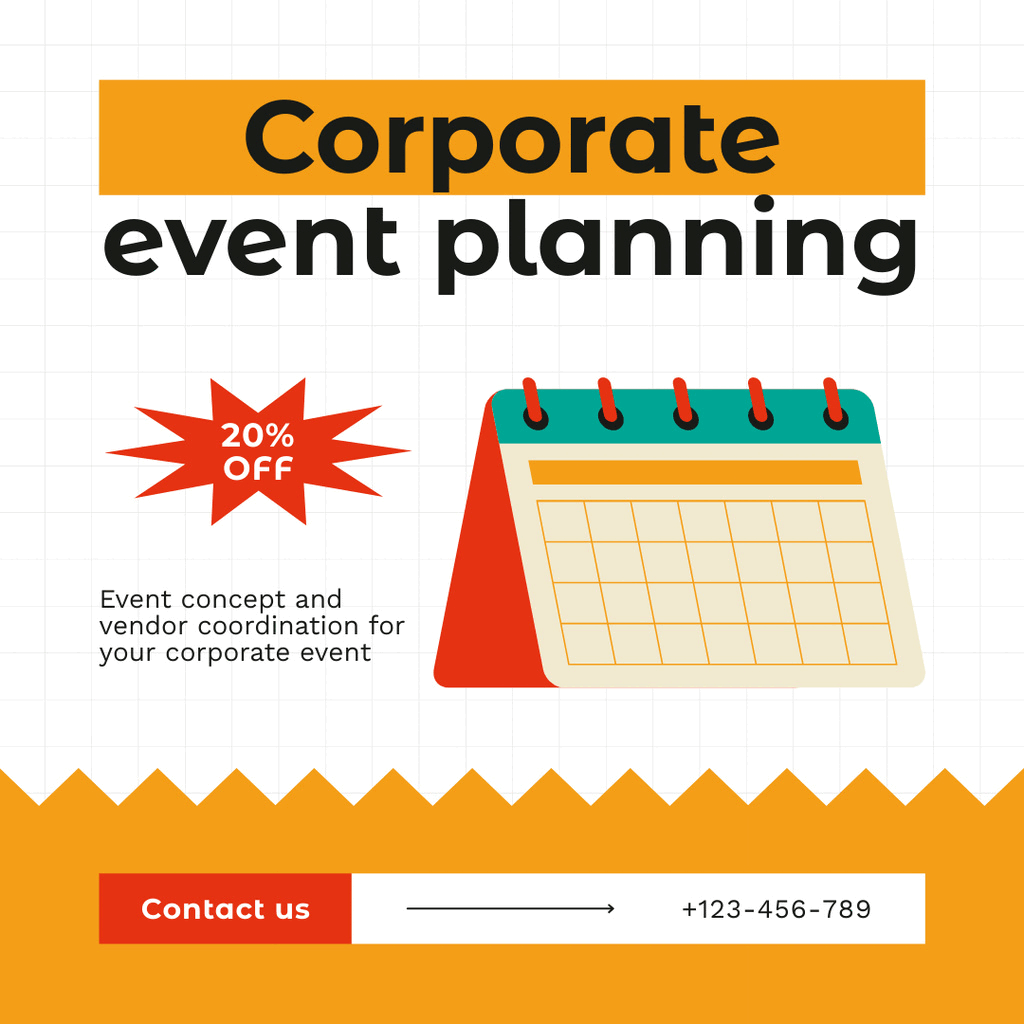 Corporate
event planning
20%
OFF
Event concept and
vendor coordination for
your corporate event
Contact us
+123-456-789